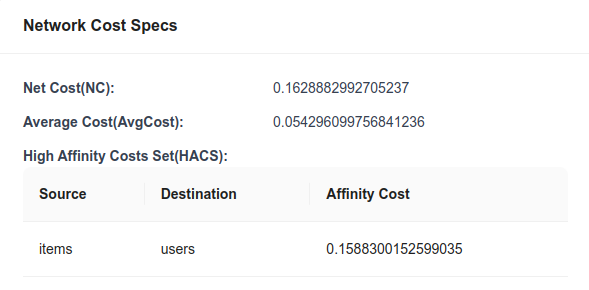 Network Cost Specs
Net Cost(NC): 0.1628882992705237
Average Cost(AvgCost): 0.054296099756841236
High Affinity Costs Set(HACS):
Source Destination Affinity Cost
items users 0.1588300152599035